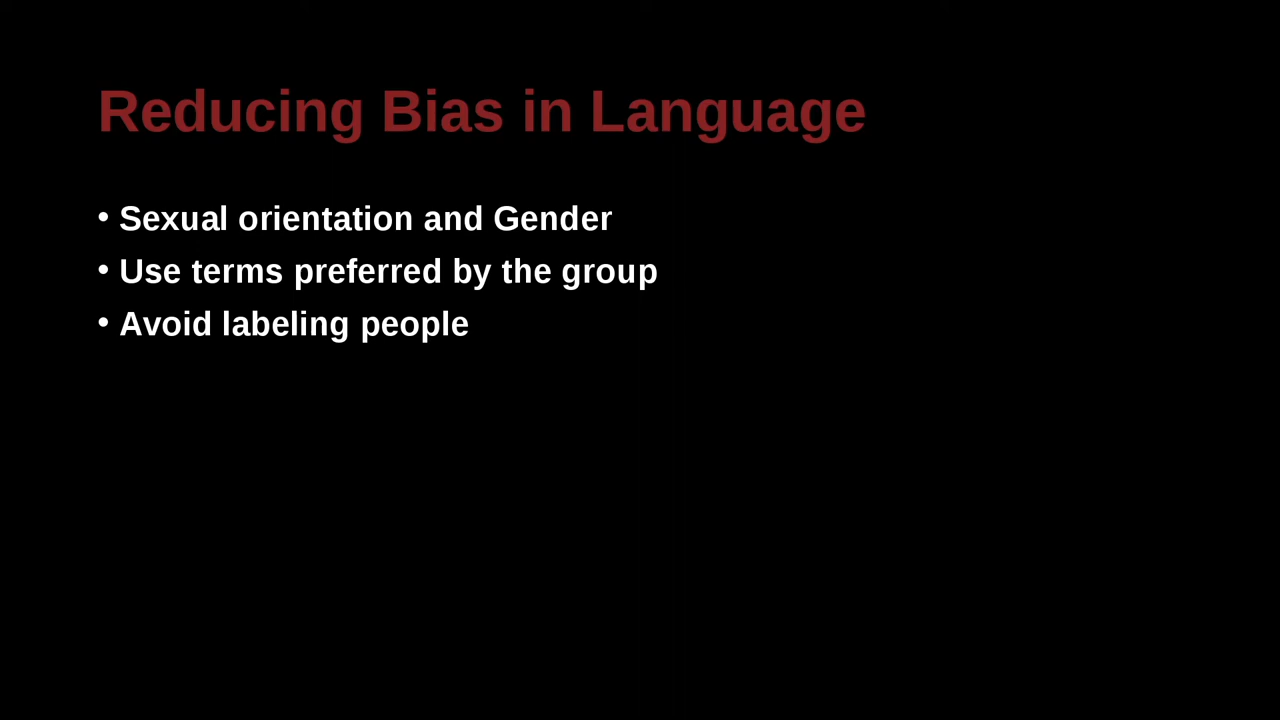 Reducing Bias in Language
• Sexual orientation and Gender
• Use terms preferred by the group
• Avoid labeling people